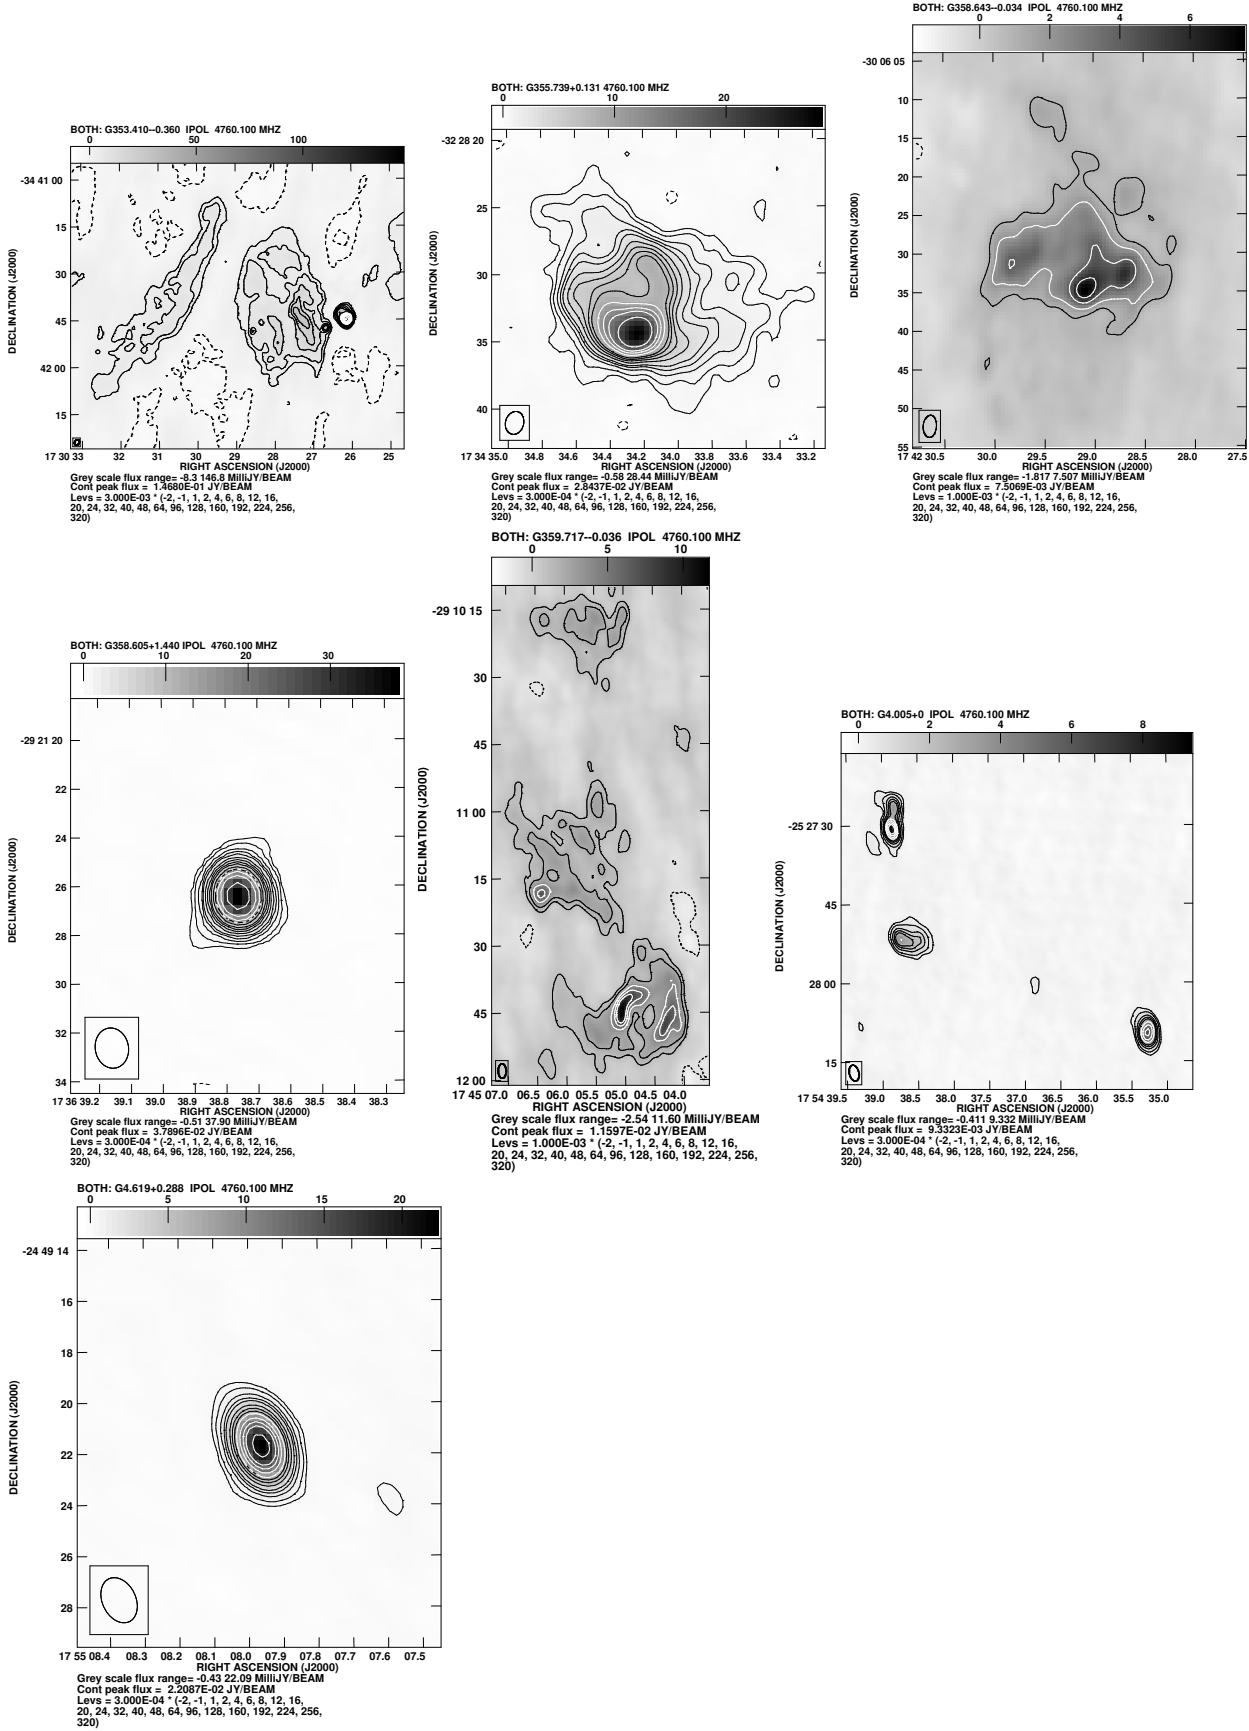 BOTH: G353.410--0.360 IPOL 4760.100 MHZ
0 50 100
-34 41 00
15
30
45
42 00
15
DECLINATION (J2000)
17 30 33 32 31 30 29 28 27 26 25
RIGHT ASCENSION (J2000)
Grey scale flux range= -8.3 146.8 MilliJY/BEAM
Cont peak flux = 1.4680E-01 JY/BEAM
Levs = 3.000E-03 * (-2, -1, 1, 2, 4, 6, 8, 12, 16,
20, 24, 32, 40, 48, 64, 96, 128, 160, 192, 224, 256,
320)
BOTH: G355.739+0.131 4760.100 MHZ
0 10 20
-32 28 20
25
30
35
40
DECLINATION (J2000)
17 34 35.0 34.8 34.6 34.4 34.2 34.0 33.8 33.6 33.4 33.2
RIGHT ASCENSION (J2000)
Grey scale flux range= -0.58 28.44 MilliJY/BEAM
Cont peak flux = 2.8437E-02 JY/BEAM
Levs = 3.000E-04 * (-2, -1, 1, 2, 4, 6, 8, 12, 16,
20, 24, 32, 40, 48, 64, 96, 128, 160, 192, 224, 256,
320)
BOTH: G358.643--0.034 IPOL 4760.100 MHZ
0 2 4 6
-30 06 05
10
15
20
25
30
35
40
45
50
55
DECLINATION (J2000)
17 42 30.5 30.0 29.5 29.0 28.5 28.0 27.5
RIGHT ASCENSION (J2000)
Grey scale flux range= -1.817 7.507 MilliJY/BEAM
Cont peak flux = 7.5069E-03 JY/BEAM
Levs = 1.000E-03 * (-2, -1, 1, 2, 4, 6, 8, 12, 16,
20, 24, 32, 40, 48, 64, 96, 128, 160, 192, 224, 256,
320)
BOTH: G358.605+1.440 IPOL 4760.100 MHZ
0 10 20 30
-29 21 20
22
24
26
28
30
32
34
DECLINATION (J2000)
17 36 39.2 39.1 39.0 38.9 38.8 38.7 38.6 38.5 38.4 38.3
RIGHT ASCENSION (J2000)
Grey scale flux range= -0.51 37.90 MilliJY/BEAM
Cont peak flux = 3.7896E-02 JY/BEAM
Levs = 3.000E-04 * (-2, -1, 1, 2, 4, 6, 8, 12, 16,
20, 24, 32, 40, 48, 64, 96, 128, 160, 192, 224, 256,
320)
BOTH: G359.717--0.036 IPOL 4760.100 MHZ
0 5 10
-29 10 15
30
45
11 00
15
30
45
12 00
DECLINATION (J2000)
17 45 07.0 06.5 06.0 05.5 05.0 04.5 04.0
RIGHT ASCENSION (J2000)
Grey scale flux range= -2.54 11.60 MilliJY/BEAM
Cont peak flux = 1.1597E-02 JY/BEAM
Levs = 1.000E-03 * (-2, -1, 1, 2, 4, 6, 8, 12, 16,
20, 24, 32, 40, 48, 64, 96, 128, 160, 192, 224, 256,
320)
BOTH: G4.005+0 IPOL 4760.100 MHZ
0 2 4 6 8
-25 27 30
45
28 00
15
DECLINATION (J2000)
17 54 39.5 39.0 38.5 38.0 37.5 37.0 36.5 36.0 35.5 35.0
RIGHT ASCENSION (J2000)
Grey scale flux range= -0.411 9.332 MilliJY/BEAM
Cont peak flux = 9.3323E-03 JY/BEAM
Levs = 3.000E-04 * (-2, -1, 1, 2, 4, 6, 8, 12, 16,
20, 24, 32, 40, 48, 64, 96, 128, 160, 192, 224, 256,
320)
BOTH: G4.619+0.288 IPOL 4760.100 MHZ
0 5 10 15 20
-24 49 14
16
18
20
22
24
26
28
DECLINATION (J2000)
17 55 08.4 08.3 08.2 08.1 08.0 07.9 07.8 07.7 07.6 07.5
RIGHT ASCENSION (J2000)
Grey scale flux range= -0.43 22.09 MilliJY/BEAM
Cont peak flux = 2.2087E-02 JY/BEAM
Levs = 3.000E-04 * (-2, -1, 1, 2, 4, 6, 8, 12, 16,
20, 24, 32, 40, 48, 64, 96, 128, 160, 192, 224, 256,
320)